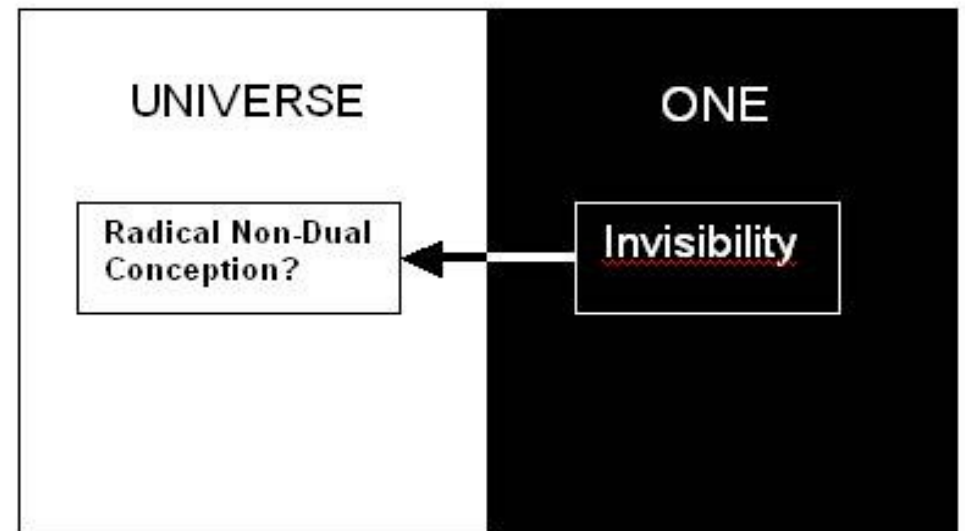 UNIVERSE
ONE
Radical Non-Dual
Conception?
Invisibility